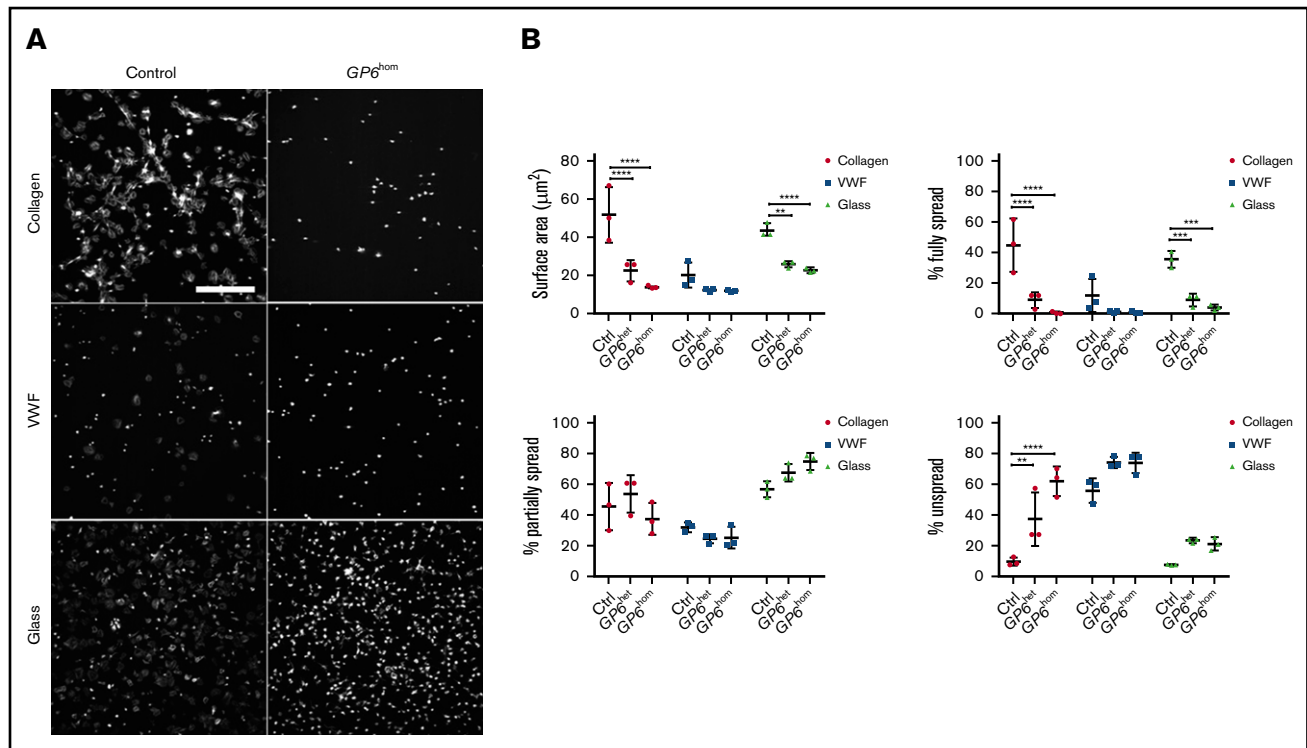 A
Control GP6hom
Collagen
VWF
Glass
B
Surface area (μm2)
80
60
40
20
0
****
****
****
**
Ctrl GP6het GP6hom Ctrl GP6het GP6hom Ctrl GP6het GP6hom
Collagen
VWF
Glass
% fully spread
100
80
60
40
20
0
****
****
***
***
Ctrl GP6het GP6hom Ctrl GP6het GP6hom Ctrl GP6het GP6hom
Collagen
VWF
Glass
% partially spread
100
80
60
40
20
0
Ctrl GP6het GP6hom Ctrl GP6het GP6hom Ctrl GP6het GP6hom
Collagen
VWF
Glass
% unspread
100
80
60
40
20
0
****
**
Ctrl GP6het GP6hom Ctrl GP6het GP6hom Ctrl GP6het GP6hom
Collagen
VWF
Glass